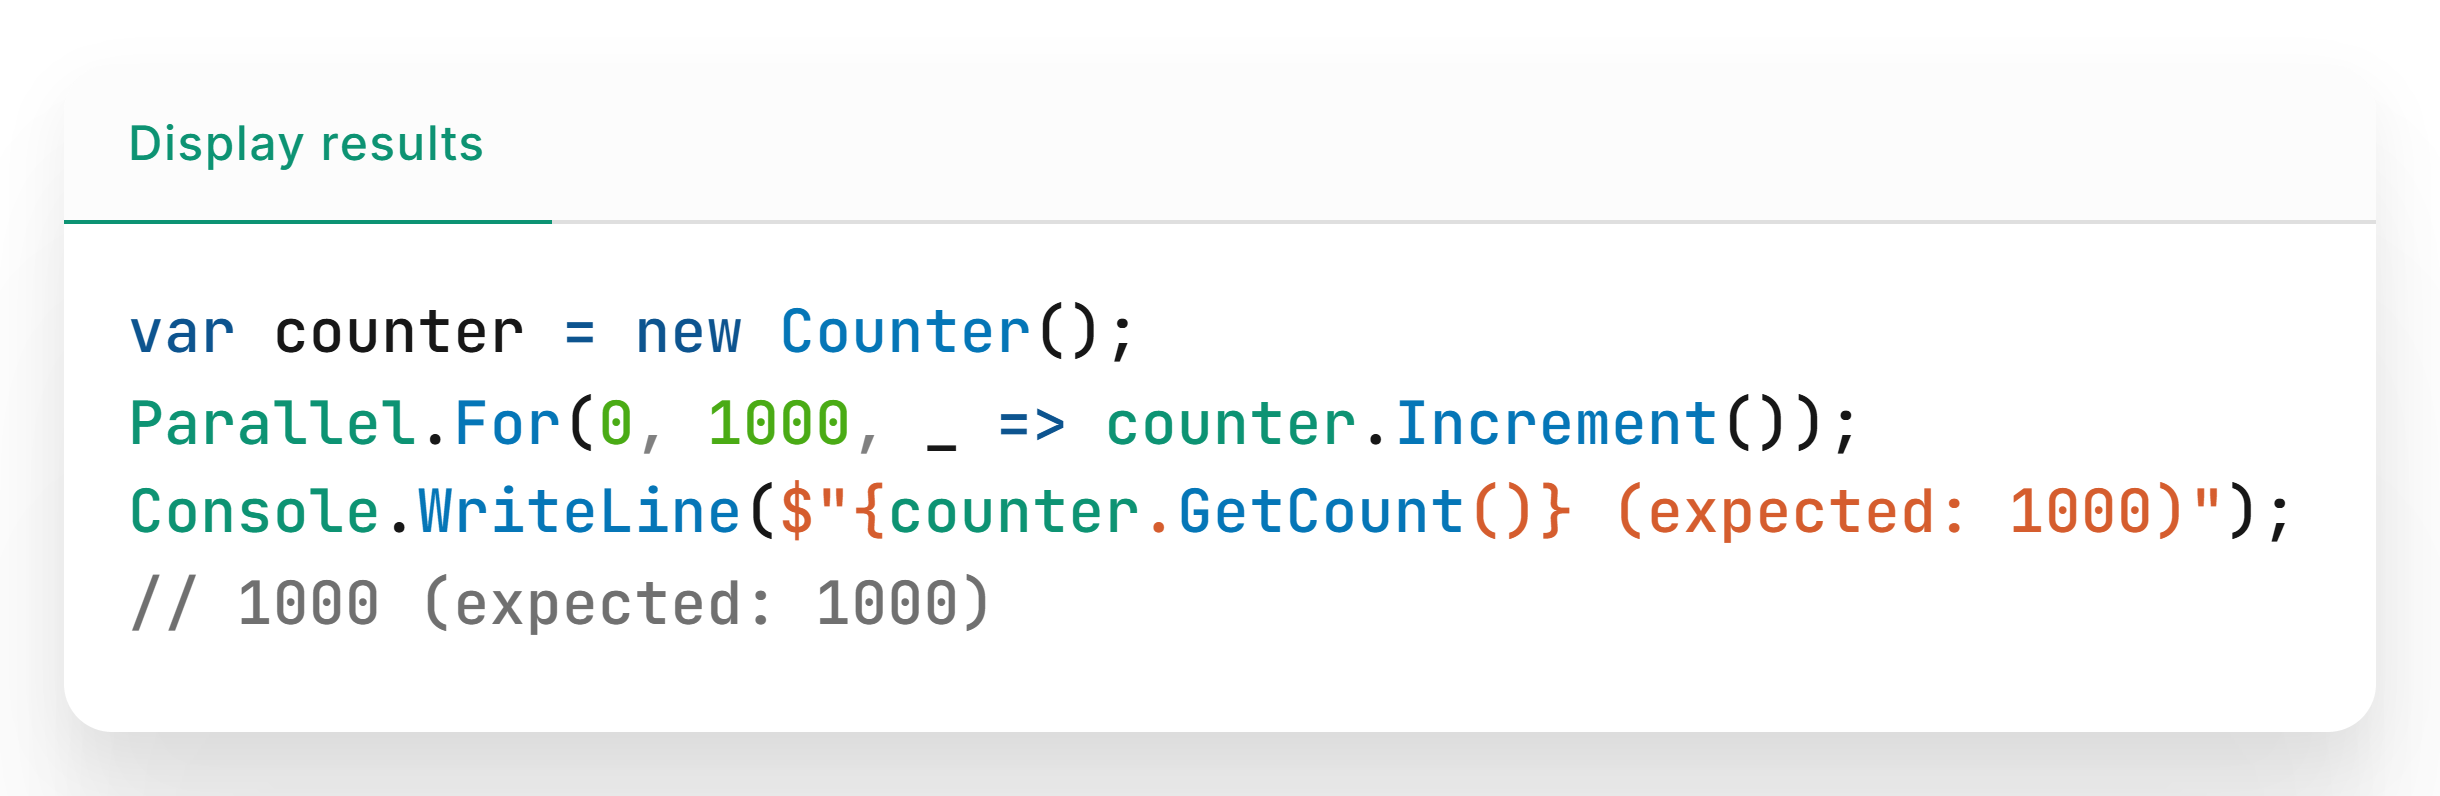 Display results
var counter = new Counter();
Parallel.For(0, 1000, _ => counter.Increment());
Console.WriteLine($"{counter.GetCount()} (expected: 1000)");
// 1000 (expected: 1000)